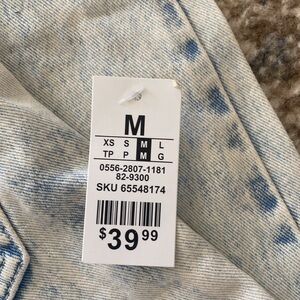 M
XS S M L
TP P M G
0556-2807-1181
82-9300
SKU 65548174
$39 99